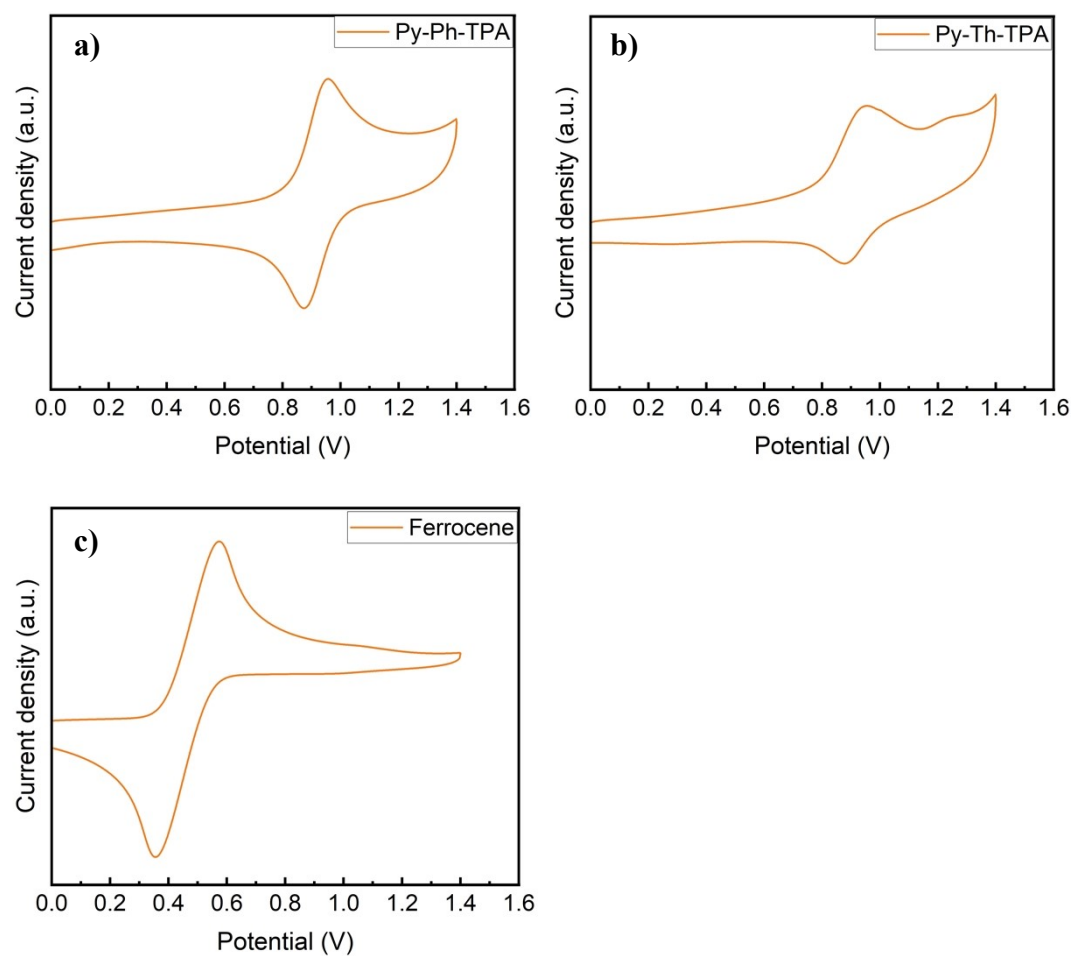 a)
Py-Ph-TPA
Current density (a.u.)
0.0 0.2 0.4 0.6 0.8 1.0 1.2 1.4 1.6
Potential (V)
b)
Py-Th-TPA
Current density (a.u.)
0.0 0.2 0.4 0.6 0.8 1.0 1.2 1.4 1.6
Potential (V)
c)
Ferrocene
Current density (a.u.)
0.0 0.2 0.4 0.6 0.8 1.0 1.2 1.4 1.6
Potential (V)